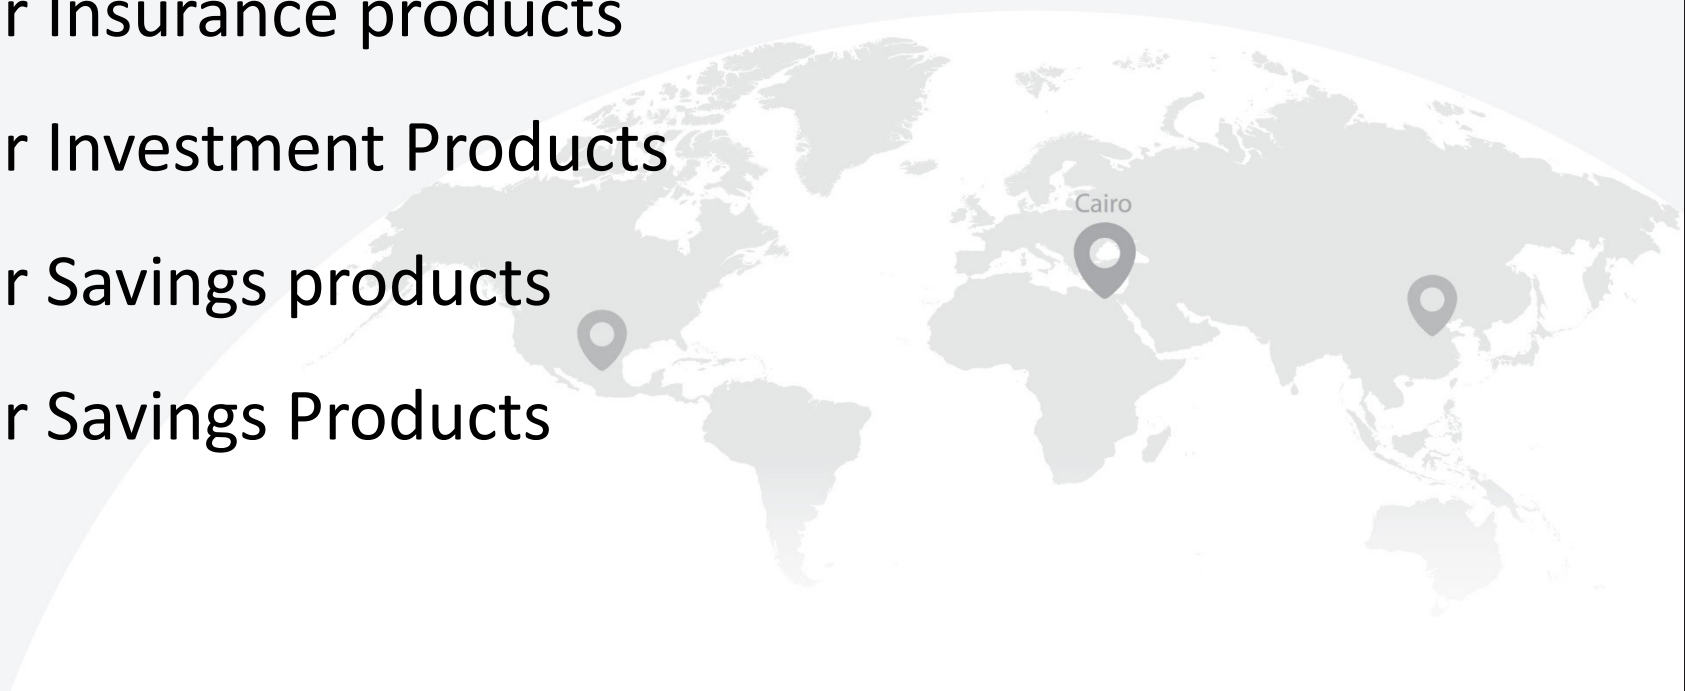 r Insurance products
r Investment Products
Cairo
r Savings products
r Savings Products